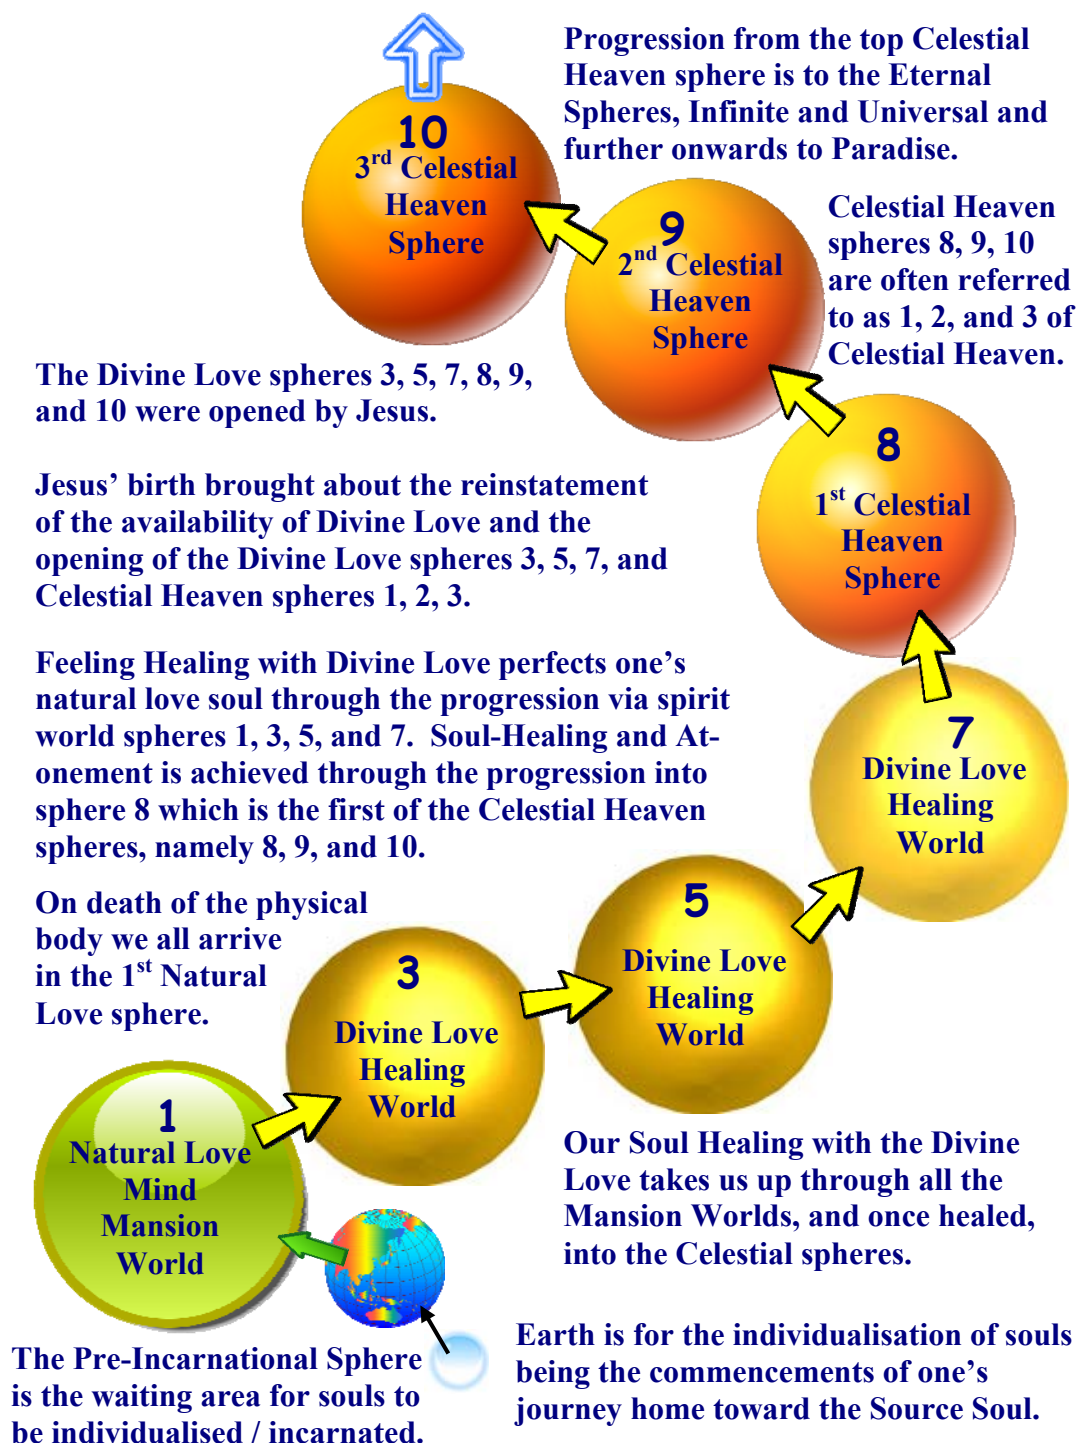 Progression from the top Celestial
Heaven sphere is to the Eternal
Spheres, Infinite and Universal and
further onwards to Paradise.
10
3rd Celestial
Heaven
Sphere
9
2nd Celestial
Heaven
Sphere
Celestial Heaven
spheres 8, 9, 10
are often referred
to as 1, 2, and 3 of
Celestial Heaven.
The Divine Love spheres 3, 5, 7, 8, 9,
and 10 were opened by Jesus.
8
1st Celestial
Heaven
Sphere
Jesus’ birth brought about the reinstatement
of the availability of Divine Love and the
opening of the Divine Love spheres 3, 5, 7, and
Celestial Heaven spheres 1, 2, 3.
Feeling Healing with Divine Love perfects one’s
natural love soul through the progression via spirit
world spheres 1, 3, 5, and 7.  Soul-Healing and At-
onement is achieved through the progression into
sphere 8 which is the first of the Celestial Heaven
spheres, namely 8, 9, and 10.
7
Divine Love
Healing
World
5
Divine Love
Healing
World
On death of the physical
body we all arrive
in the 1st Natural
Love sphere.
3
Divine Love
Healing
World
1
Natural Love
Mind
Mansion
World
Our Soul Healing with the Divine
Love takes us up through all the
Mansion Worlds, and once healed,
into the Celestial spheres.
The Pre-Incarnational Sphere
is the waiting area for souls to
be individualised / incarnated.
Earth is for the individualisation of souls
being the commencements of one’s
journey home toward the Source Soul.